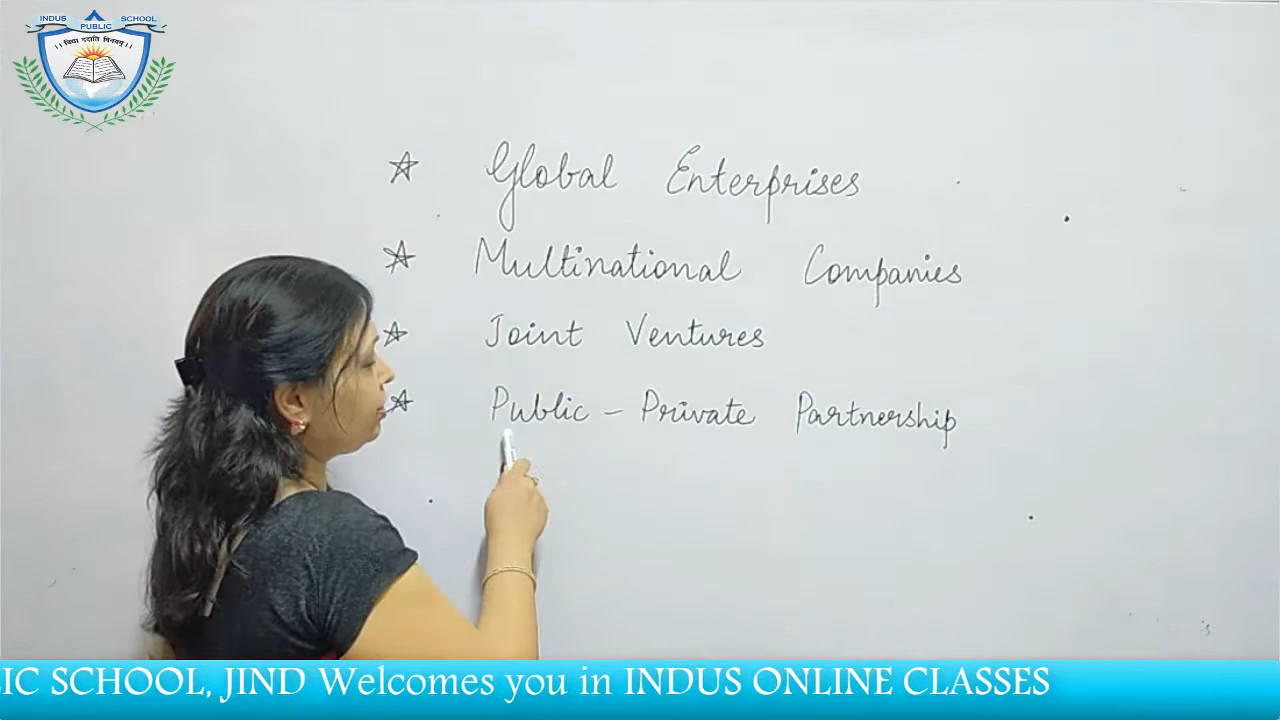 INDUS PUBLIC SCHOOL
।। विद्या ददाति विनयम् ।।
Global Enterprises
Multinational Companies
Joint Ventures
Public - Private Partnership
IC SCHOOL, JIND Welcomes you in INDUS ONLINE CLASSES